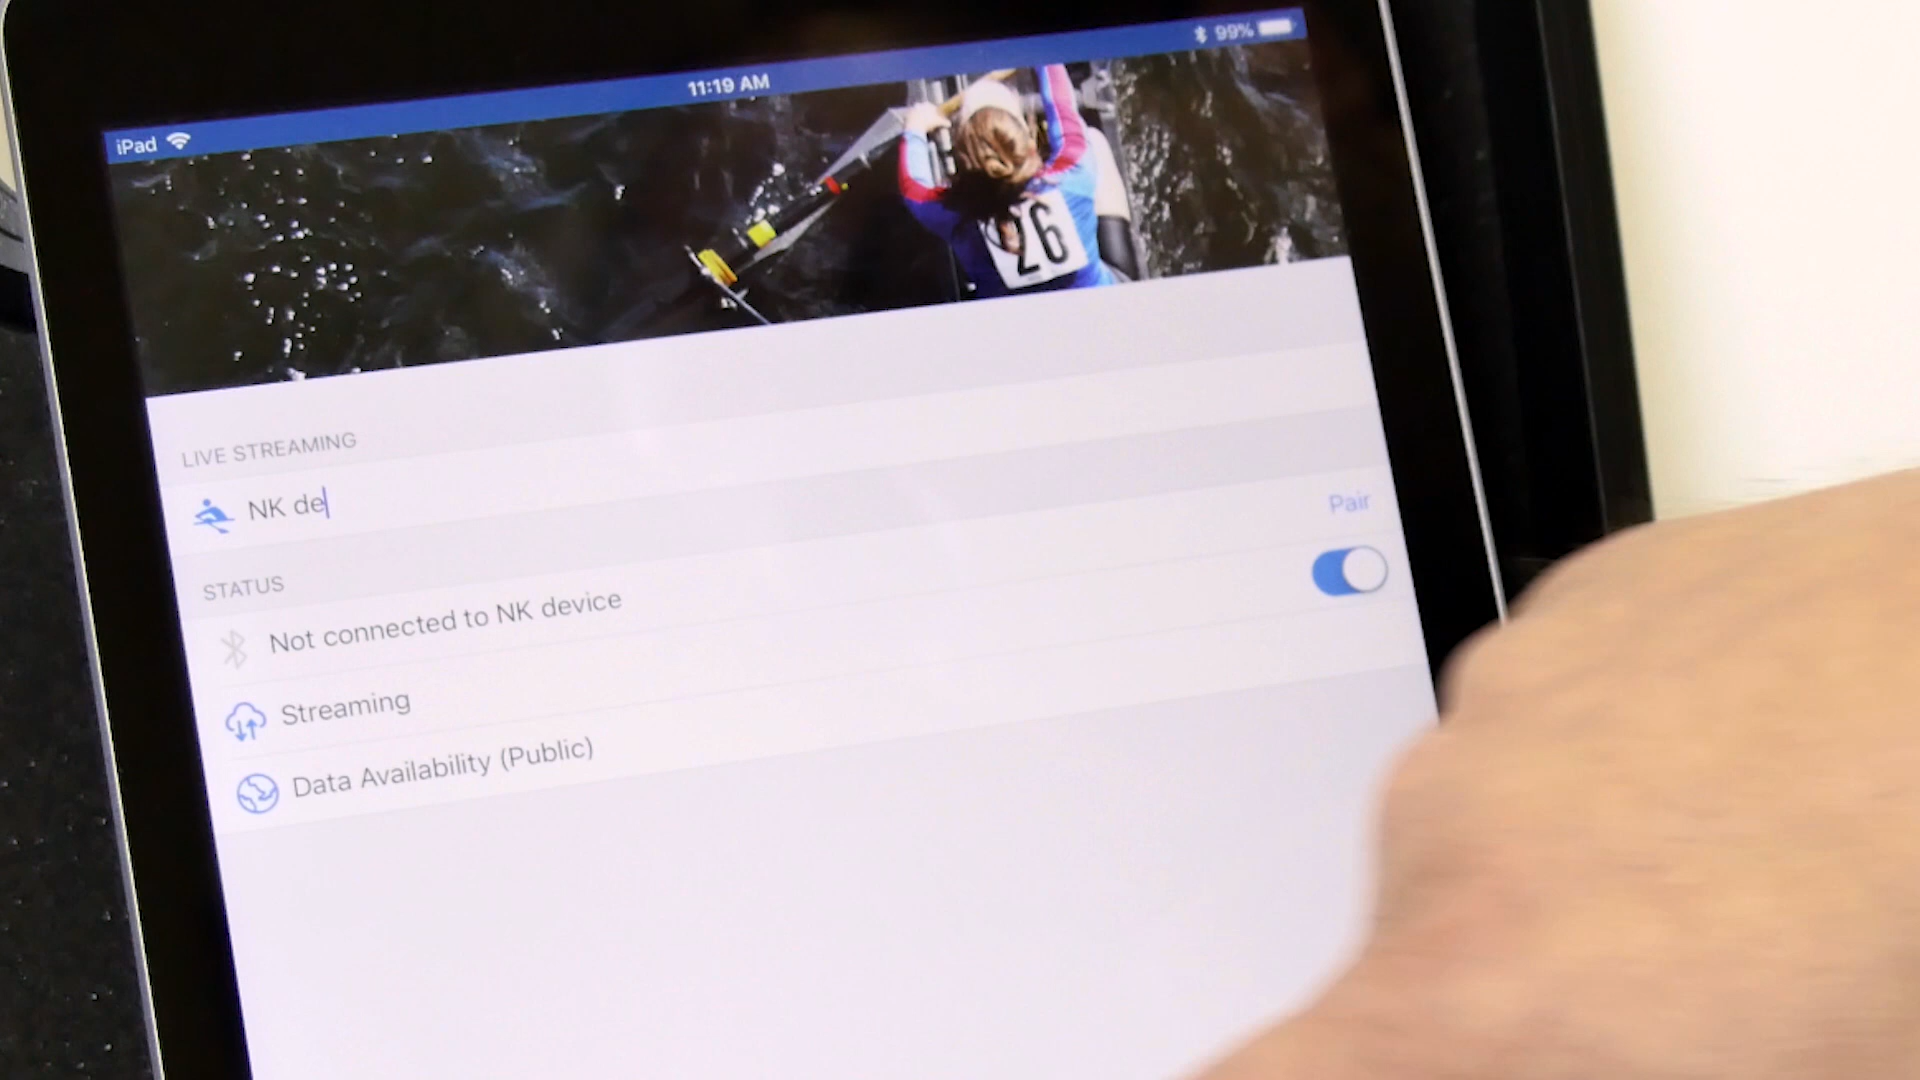 iPad
11:19 AM
99%
26
LIVE STREAMING
NK de
STATUS
Not connected to NK device
Pair
Streaming
Data Availability (Public)